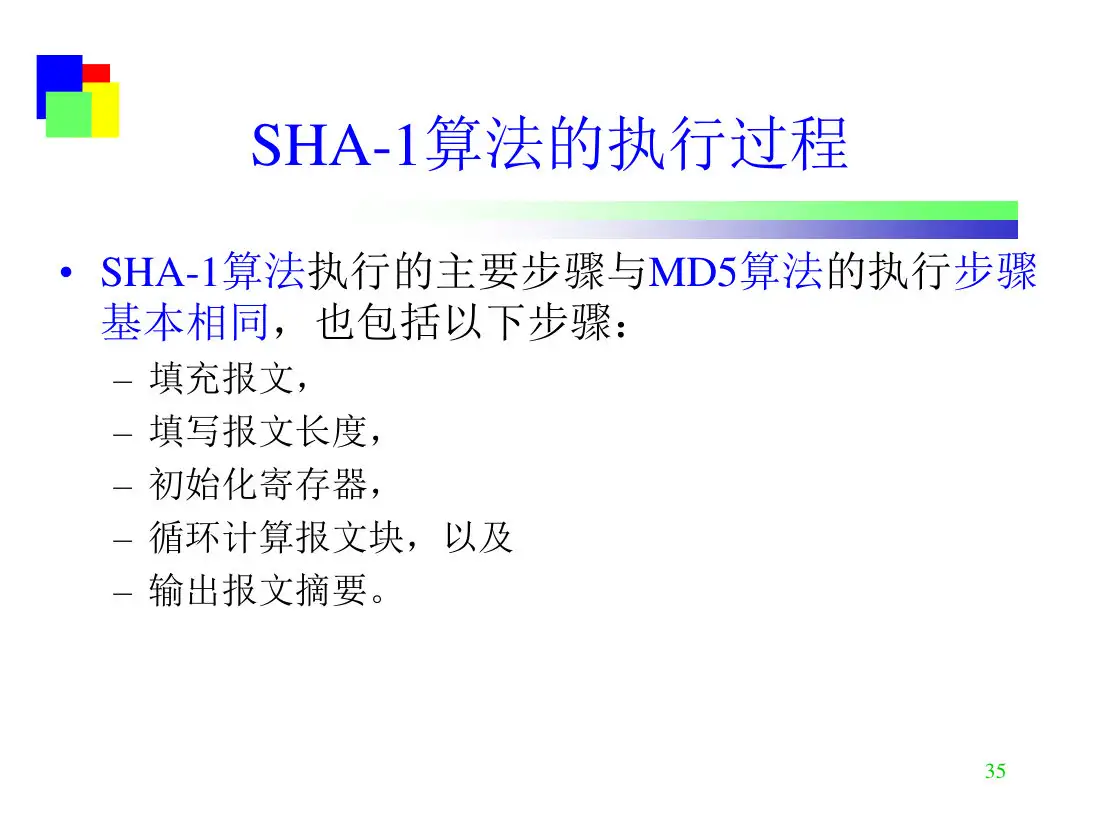 SHA-1算法的执行过程
• SHA-1算法执行的主要步骤与MD5算法的执行步骤
基本相同，也包括以下步骤：
– 填充报文，
– 填写报文长度，
– 初始化寄存器，
– 循环计算报文块，以及
– 输出报文摘要。
35